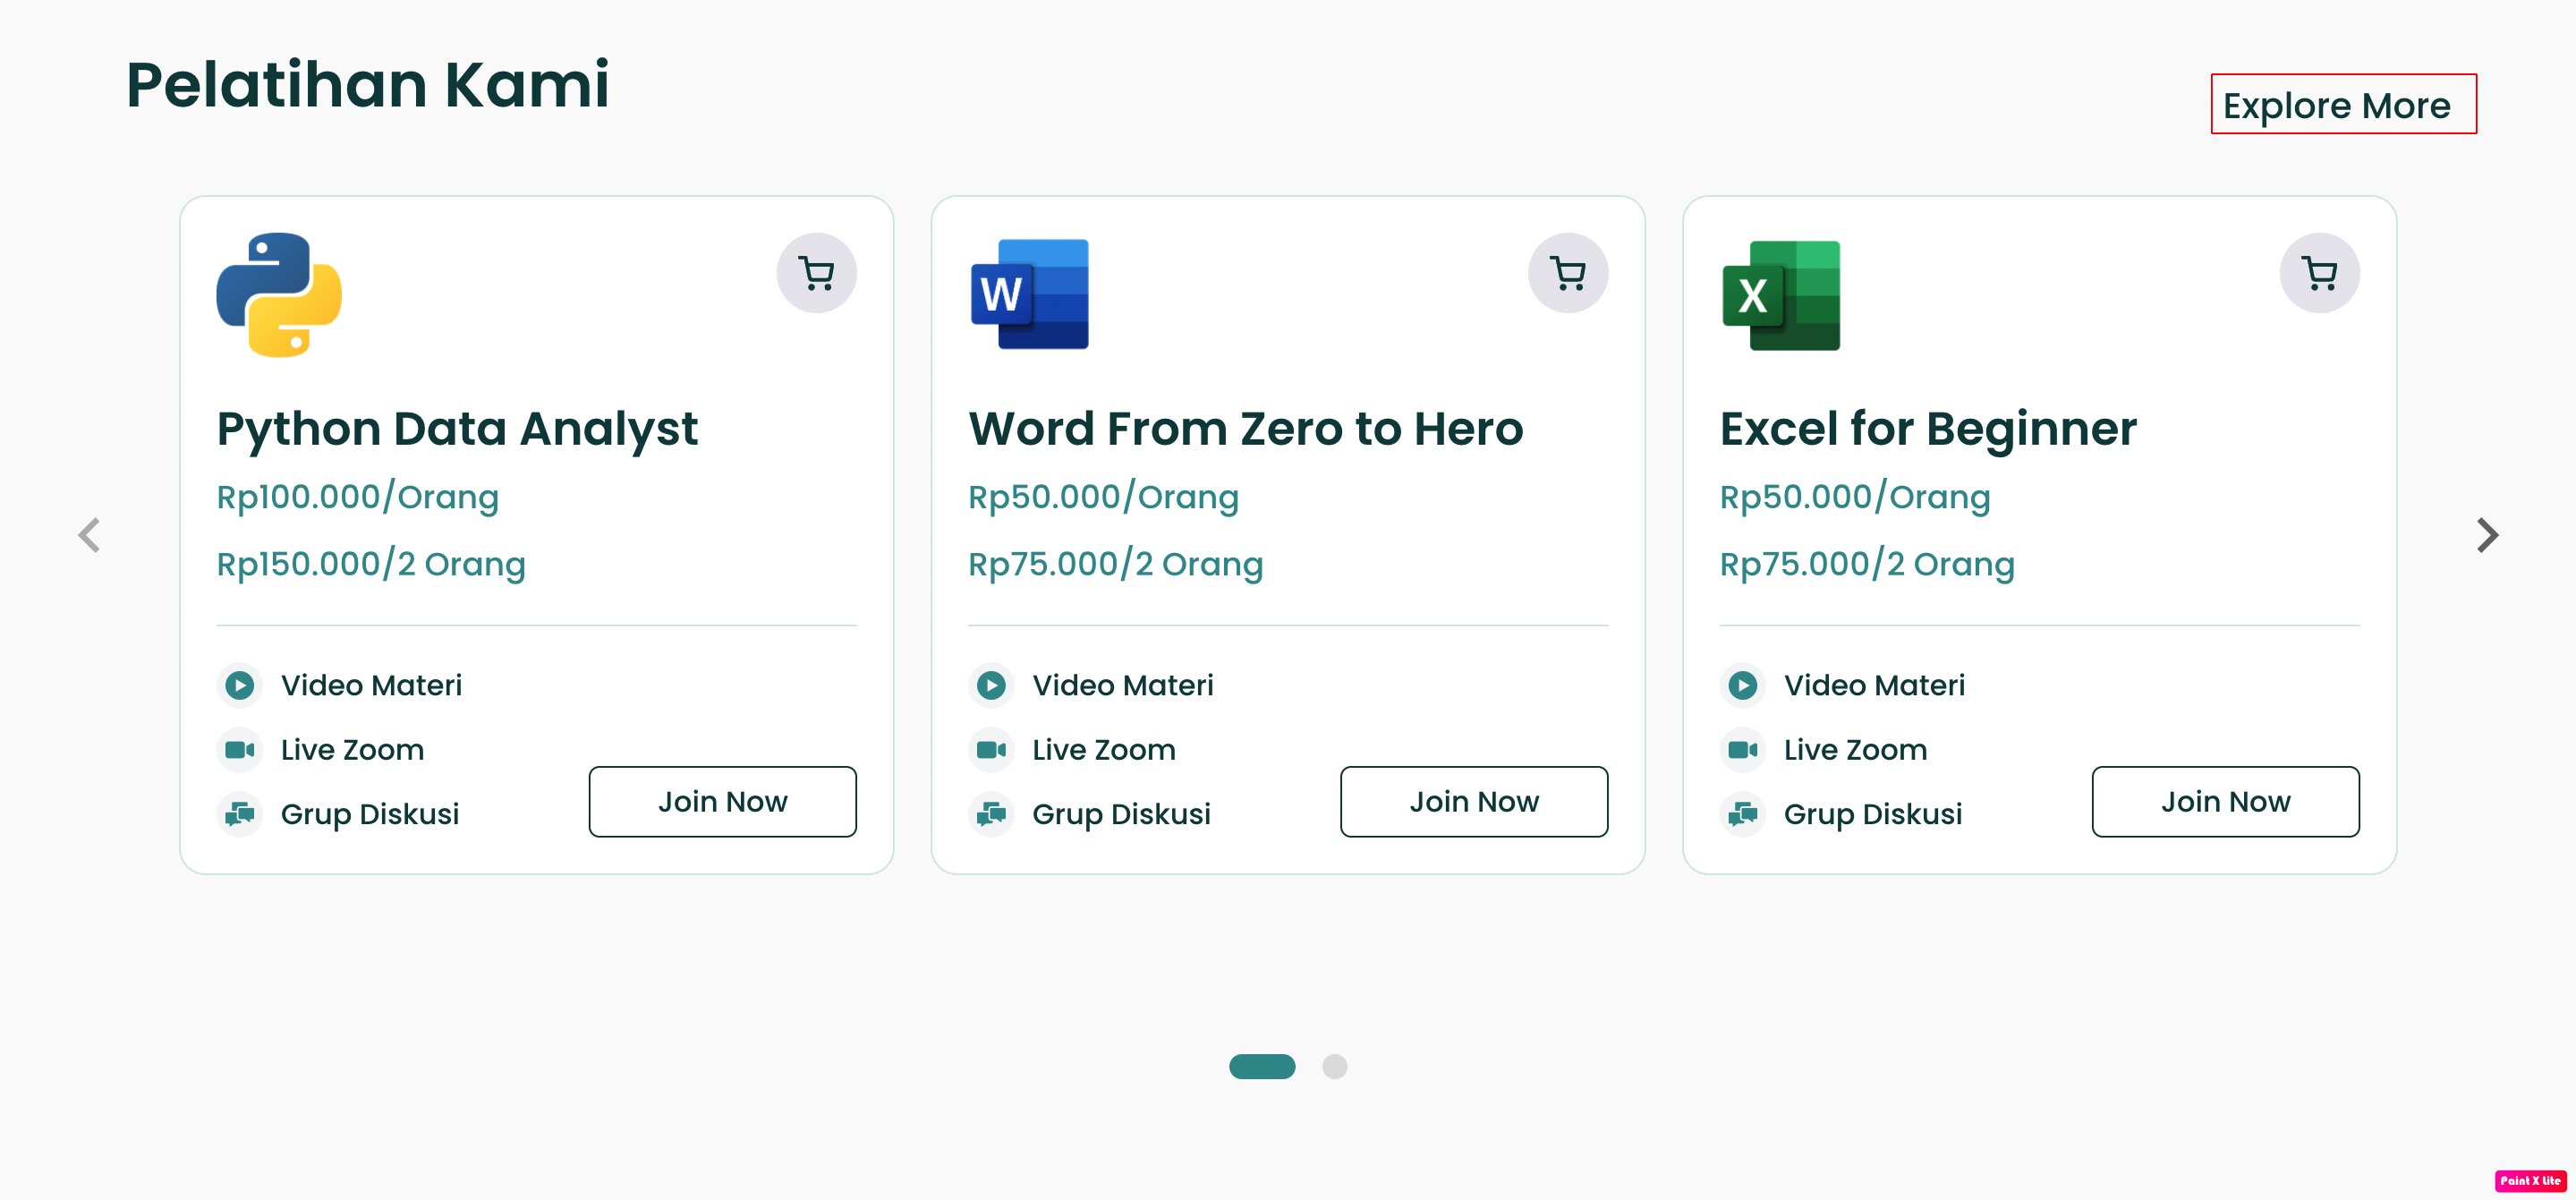 Pelatihan Kami
Explore More
Python Data Analyst
Rp100.000/Orang
Rp150.000/2 Orang
Video Materi
Live Zoom
Grup Diskusi
Join Now
W
Word From Zero to Hero
Rp50.000/Orang
Rp75.000/2 Orang
Video Materi
Live Zoom
Grup Diskusi
Join Now
X
Excel for Beginner
Rp50.000/Orang
Rp75.000/2 Orang
Video Materi
Live Zoom
Grup Diskusi
Join Now
Paint X Lite